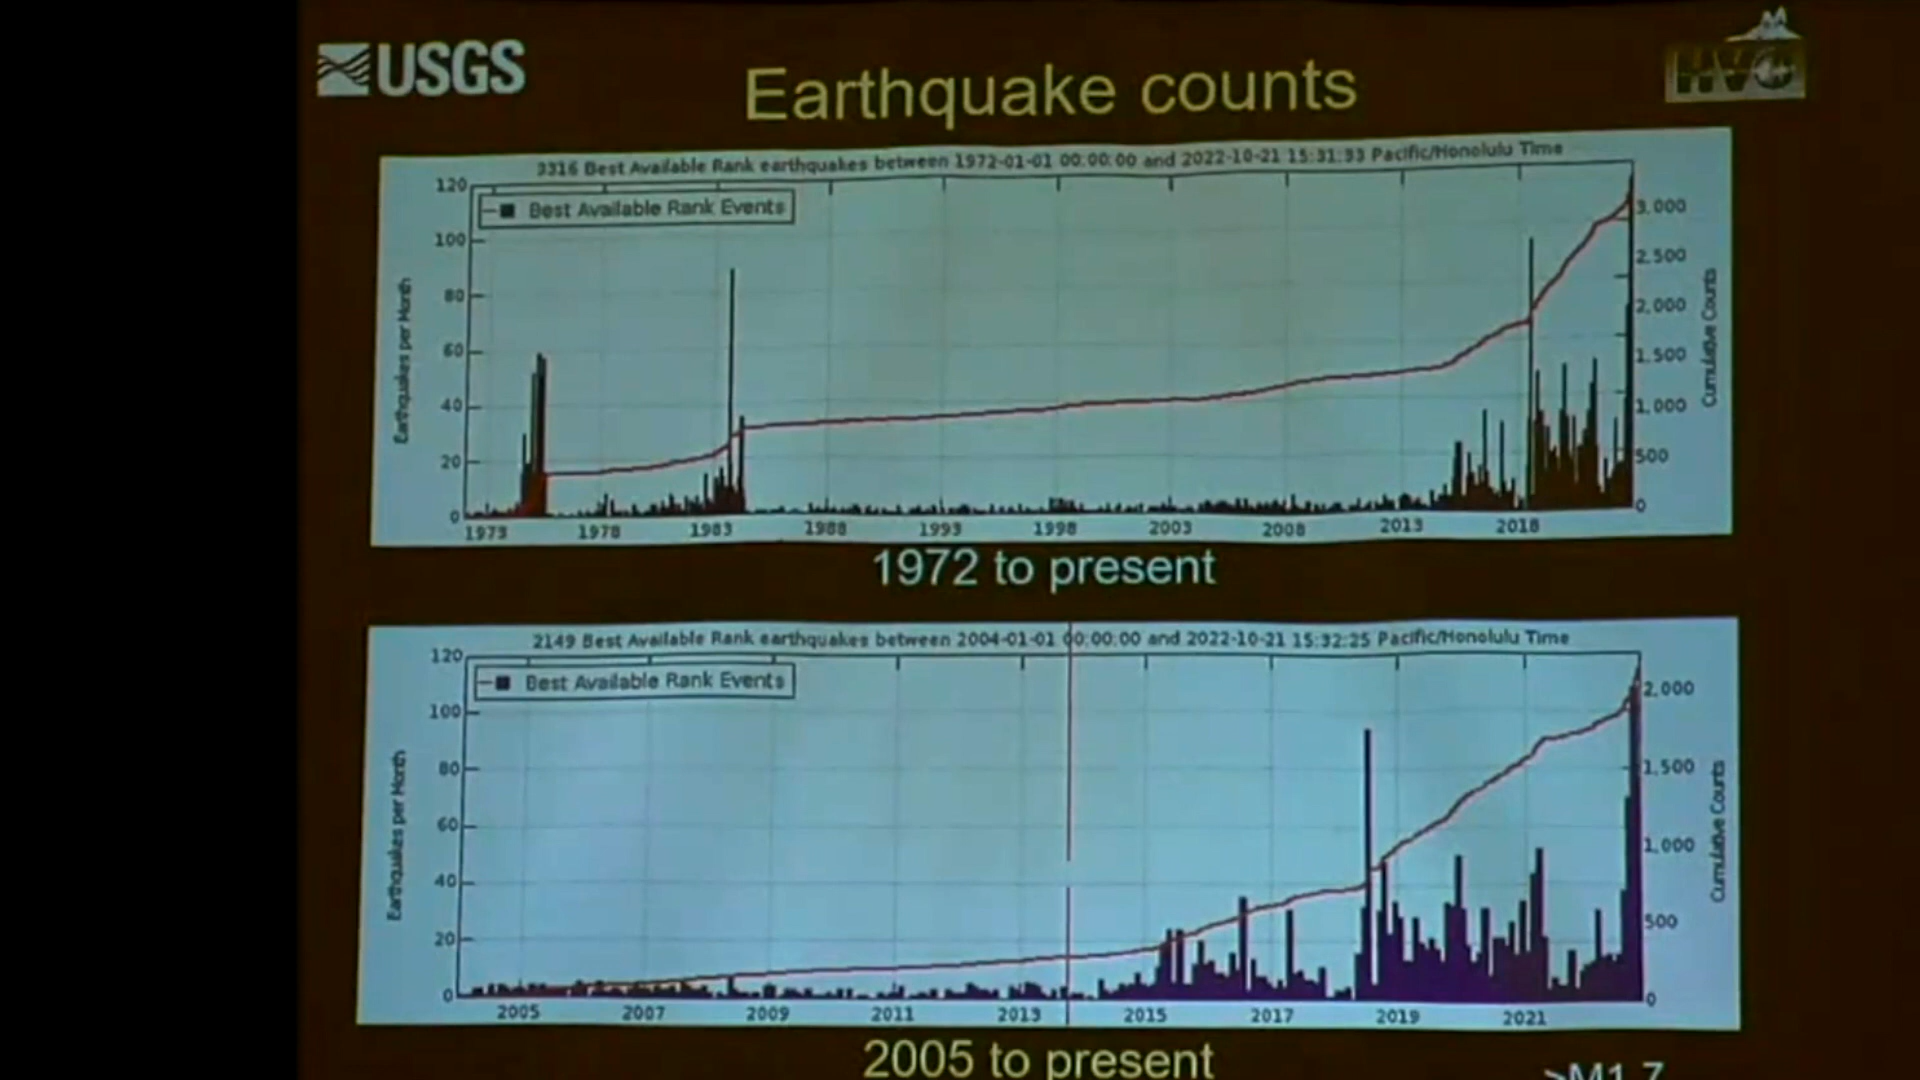 USGS
Earthquake counts
HVO
3316 Best Available Rank earthquakes between 1972-01-01 00:00:00 and 2022-10-21 15:31:33 Pacific/Honolulu Time
Best Available Rank Events
Earthquakes per Month
120
100
80
60
40
20
0
3.000
2.500
2.000
1.500
1.000
500
0
Cumulative Counts
1973 1978 1983 1988 1993 1998 2003 2008 2013 2018
1972 to present
2149 Best Available Rank earthquakes between 2004-01-01 00:00:00 and 2022-10-21 15:32:25 Pacific/Honolulu Time
Best Available Rank Events
Earthquakes per Month
120
100
80
60
40
20
0
2,000
1,500
1,000
500
0
Cumulative Counts
2005 2007 2009 2011 2013 2015 2017 2019 2021
2005 to present
>M1.7